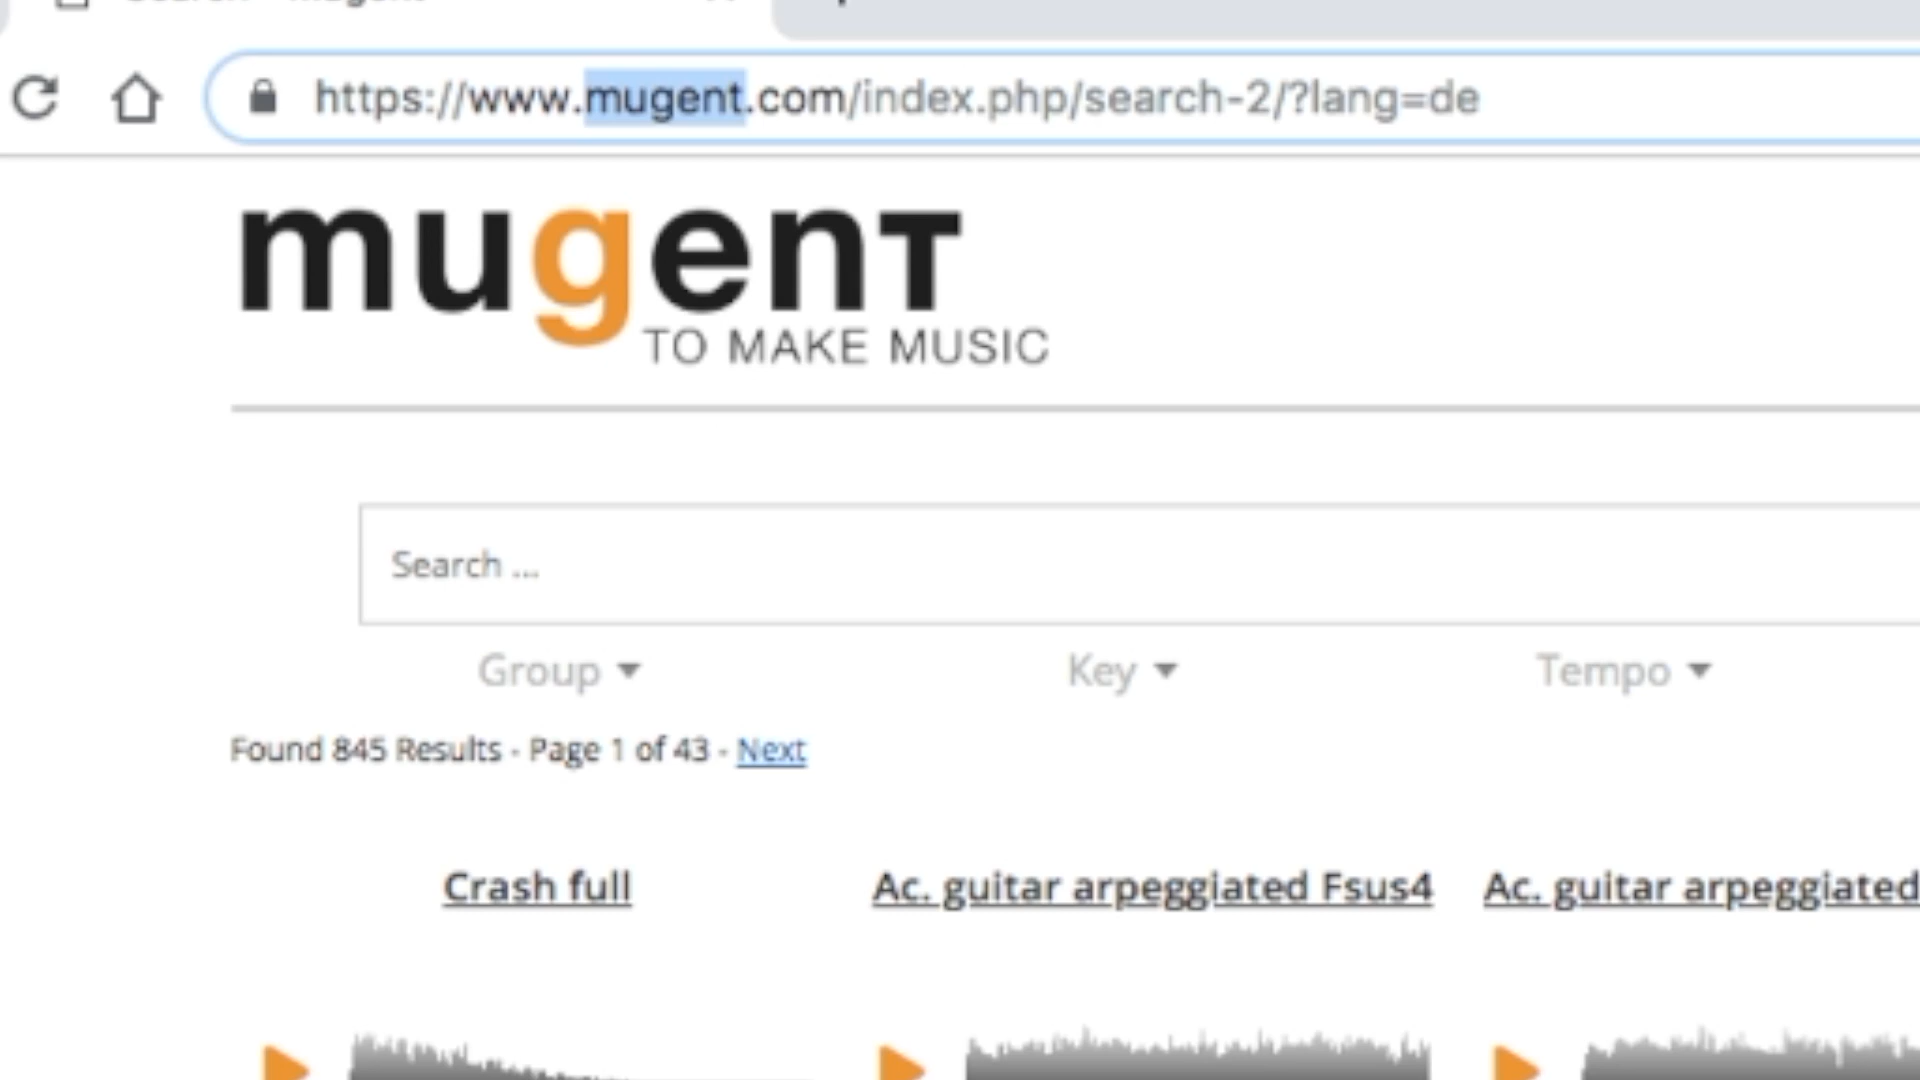 https://www.mugent.com/index.php/search-2/?lang=de
mugent
TO MAKE MUSIC
Search ...
Group
Key
Tempo
Found 845 Results - Page 1 of 43 - Next
Crash full
Ac. guitar arpeggiated Fsus4
Ac. guitar arpeggiated